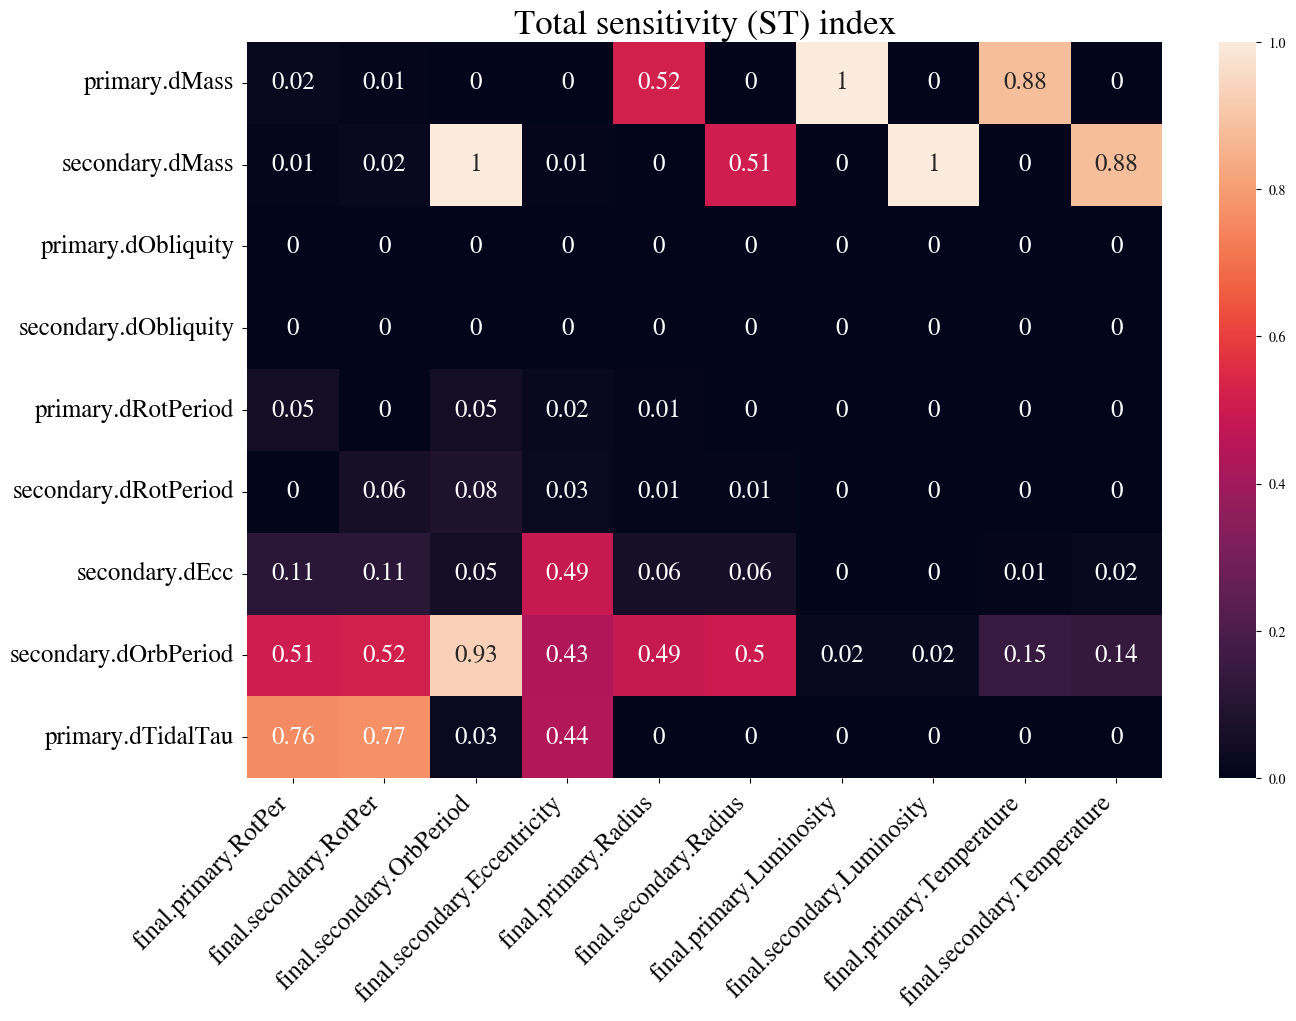 Total sensitivity (ST) index
primary.dMass 0.02 0.01 0 0 0.52 0 1 0 0.88 0
secondary.dMass 0.01 0.02 1 0.01 0 0.51 0 1 0 0.88
primary.dObliquity 0 0 0 0 0 0 0 0 0 0
secondary.dObliquity 0 0 0 0 0 0 0 0 0 0
primary.dRotPeriod 0.05 0 0.05 0.02 0.01 0 0 0 0 0
secondary.dRotPeriod 0 0.06 0.08 0.03 0.01 0.01 0 0 0 0
secondary.dEcc 0.11 0.11 0.05 0.49 0.06 0.06 0 0 0.01 0.02
secondary.dOrbPeriod 0.51 0.52 0.93 0.43 0.49 0.5 0.02 0.02 0.15 0.14
primary.dTidalTau 0.76 0.77 0.03 0.44 0 0 0 0 0 0
final.primary.RotPer
final.secondary.RotPer
final.secondary.OrbPeriod
final.secondary.Eccentricity
final.primary.Radius
final.secondary.Radius
final.primary.Luminosity
final.secondary.Luminosity
final.primary.Temperature
final.secondary.Temperature
1.0
0.8
0.6
0.4
0.2
0.0